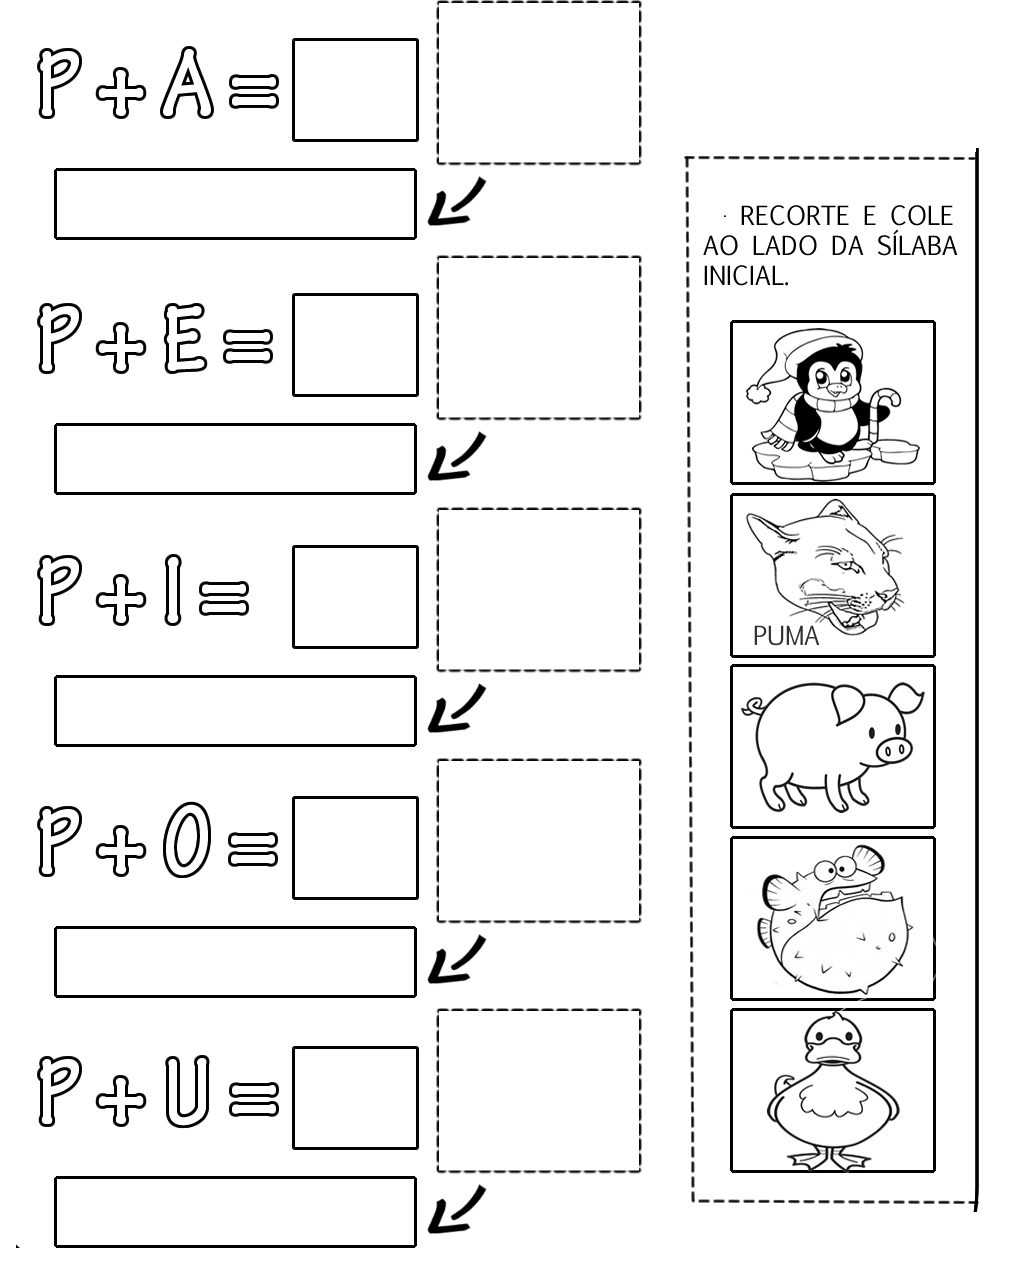 P + A =
P + E =
P + I =
P + O =
P + U =
· RECORTE E COLE
AO LADO DA SÍLABA
INICIAL.
PUMA